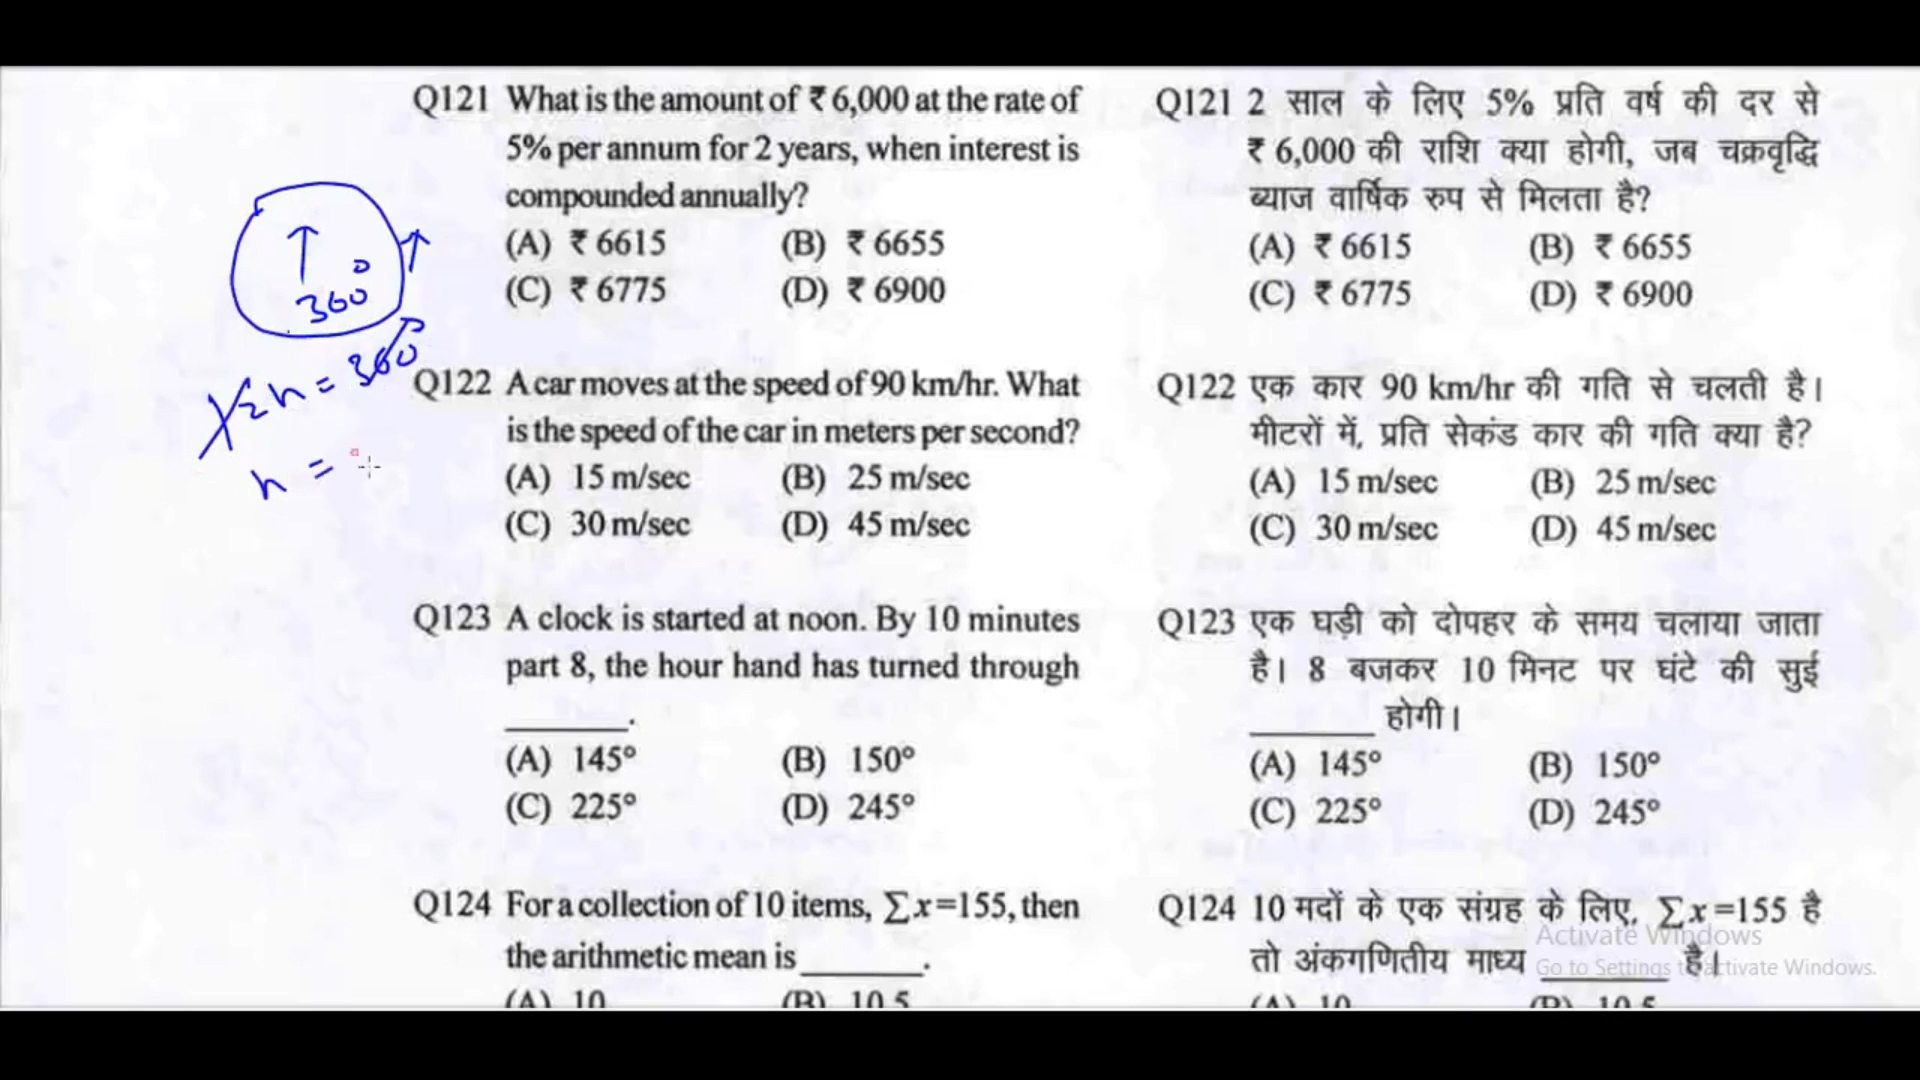 Q121 What is the amount of ₹ 6,000 at the rate of
5% per annum for 2 years, when interest is
compounded annually?
(A) ₹ 6615 (B) ₹ 6655
(C) ₹ 6775 (D) ₹ 6900
Q122 A car moves at the speed of 90 km/hr. What
is the speed of the car in meters per second?
(A) 15 m/sec (B) 25 m/sec
(C) 30 m/sec (D) 45 m/sec
Q123 A clock is started at noon. By 10 minutes
part 8, the hour hand has turned through
______.
(A) 145° (B) 150°
(C) 225° (D) 245°
Q124 For a collection of 10 items, ∑x=155, then
the arithmetic mean is ______.
(A) 10 (B) 10.5
Q121 2 साल के लिए 5% प्रति वर्ष की दर से
₹ 6,000 की राशि क्या होगी, जब चक्रवृद्धि
ब्याज वार्षिक रुप से मिलता है?
(A) ₹ 6615 (B) ₹ 6655
(C) ₹ 6775 (D) ₹ 6900
Q122 एक कार 90 km/hr की गति से चलती है।
मीटरों में, प्रति सेकंड कार की गति क्या है?
(A) 15 m/sec (B) 25 m/sec
(C) 30 m/sec (D) 45 m/sec
Q123 एक घड़ी को दोपहर के समय चलाया जाता
है। 8 बजकर 10 मिनट पर घंटे की सुई
______ होगी।
(A) 145° (B) 150°
(C) 225° (D) 245°
Q124 10 मदों के एक संग्रह के लिए, ∑x=155 है
तो अंकगणितीय माध्य ______ है।
(A) 10 (B) 10.5
360°
12 h = 360
h =
Activate Windows
Go to Settings to activate Windows.